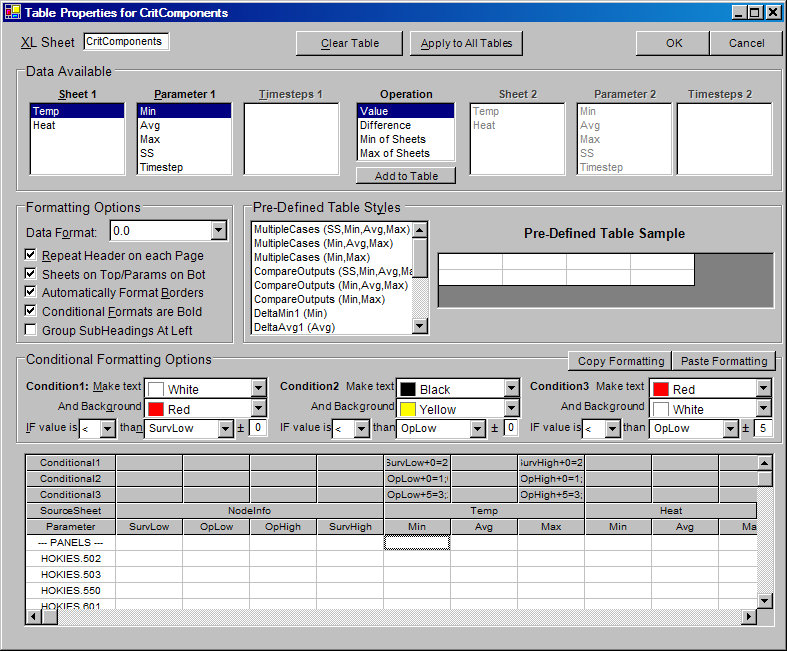 Table Properties for CritComponents
XL Sheet CritComponents Clear Table Apply to All Tables OK Cancel
Data Available
Sheet 1 Parameter 1 Timesteps 1 Operation Sheet 2 Parameter 2 Timesteps 2
Temp Min Value Temp Min
Heat Avg Difference Heat Avg
Max Min of Sheets Max
SS Max of Sheets SS
Timestep Timestep
Add to Table
Formatting Options Pre-Defined Table Styles
Data Format: 0.0
MultipleCases (SS,Min,Avg,Max)
Pre-Defined Table Sample
MultipleCases (Min,Avg,Max)
Repeat Header on each Page MultipleCases (Min,Max)
Sheets on Top/Params on Bot CompareOutputs (SS,Min,Avg,Ma
Automatically Format Borders CompareOutputs (Min,Avg,Max)
Conditional Formats are Bold CompareOutputs (Min,Max)
DeltaMin1 (Min)
Group SubHeadings At Left DeltaAvg1 (Avg)
Conditional Formatting Options Copy Formatting Paste Formatting
Condition1: Make text White Condition2 Make text Black Condition3 Make text Red
And Background Red And Background Yellow And Background White
IF value is < than SurvLow ± 0 IF value is < than OpLow ± 0 IF value is < than OpLow ± 5
Conditional1 SurvLow+0=2 SurvHigh+0=2
Conditional2 OpLow+0=1; OpHigh+0=1;
Conditional3 OpLow+5=3; OpHigh+5=3;
SourceSheet NodeInfo Temp Heat
Parameter SurvLow OpLow OpHigh SurvHigh Min Avg Max Min Avg Ma
--- PANELS ---
HOKIES.502
HOKIES.503
HOKIES.550
HOKIES.601